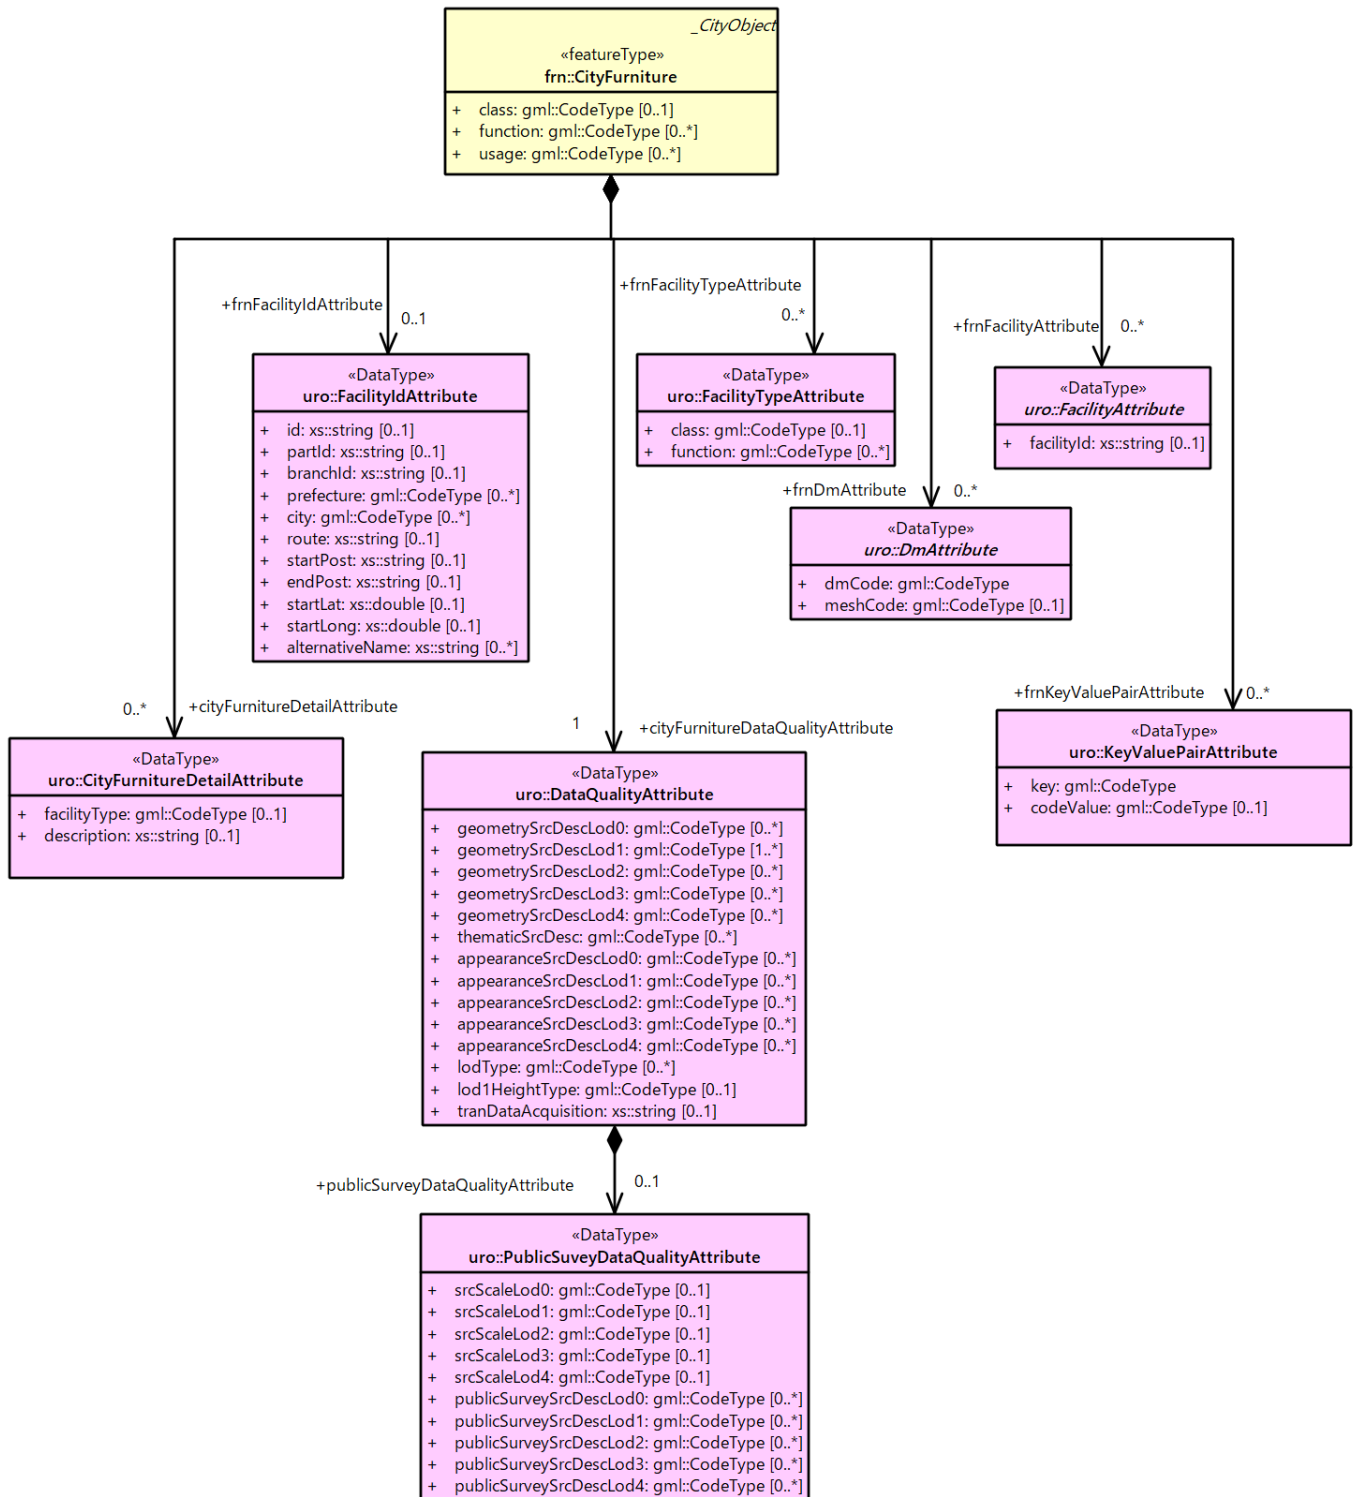 _CityObject
«featureType»
frn::CityFurniture
+ class: gml::CodeType [0..1]
+ function: gml::CodeType [0..*]
+ usage: gml::CodeType [0..*]
+frnFacilityIdAttribute
0..1
+frnFacilityTypeAttribute
0..*
+frnFacilityAttribute
0..*
«DataType»
uro::FacilityIdAttribute
+ id: xs::string [0..1]
+ partId: xs::string [0..1]
+ branchId: xs::string [0..1]
+ prefecture: gml::CodeType [0..*]
+ city: gml::CodeType [0..*]
+ route: xs::string [0..1]
+ startPost: xs::string [0..1]
+ endPost: xs::string [0..1]
+ startLat: xs::double [0..1]
+ startLong: xs::double [0..1]
+ alternativeName: xs::string [0..*]
«DataType»
uro::FacilityTypeAttribute
+ class: gml::CodeType [0..1]
+ function: gml::CodeType [0..*]
«DataType»
uro::FacilityAttribute
+ facilityId: xs::string [0..1]
+frnDmAttribute
0..*
«DataType»
uro::DmAttribute
+ dmCode: gml::CodeType
+ meshCode: gml::CodeType [0..1]
0..*
+cityFurnitureDetailAttribute
«DataType»
uro::CityFurnitureDetailAttribute
+ facilityType: gml::CodeType [0..1]
+ description: xs::string [0..1]
1
+cityFurnitureDataQualityAttribute
«DataType»
uro::DataQualityAttribute
+ geometrySrcDescLod0: gml::CodeType [0..*]
+ geometrySrcDescLod1: gml::CodeType [1..*]
+ geometrySrcDescLod2: gml::CodeType [0..*]
+ geometrySrcDescLod3: gml::CodeType [0..*]
+ geometrySrcDescLod4: gml::CodeType [0..*]
+ thematicSrcDesc: gml::CodeType [0..*]
+ appearanceSrcDescLod0: gml::CodeType [0..*]
+ appearanceSrcDescLod1: gml::CodeType [0..*]
+ appearanceSrcDescLod2: gml::CodeType [0..*]
+ appearanceSrcDescLod3: gml::CodeType [0..*]
+ appearanceSrcDescLod4: gml::CodeType [0..*]
+ lodType: gml::CodeType [0..*]
+ lod1HeightType: gml::CodeType [0..1]
+ tranDataAcquisition: xs::string [0..1]
+frnKeyValuePairAttribute
0..*
«DataType»
uro::KeyValuePairAttribute
+ key: gml::CodeType
+ codeValue: gml::CodeType [0..1]
+publicSurveyDataQualityAttribute
0..1
«DataType»
uro::PublicSuveyDataQualityAttribute
+ srcScaleLod0: gml::CodeType [0..1]
+ srcScaleLod1: gml::CodeType [0..1]
+ srcScaleLod2: gml::CodeType [0..1]
+ srcScaleLod3: gml::CodeType [0..1]
+ srcScaleLod4: gml::CodeType [0..1]
+ publicSurveySrcDescLod0: gml::CodeType [0..*]
+ publicSurveySrcDescLod1: gml::CodeType [0..*]
+ publicSurveySrcDescLod2: gml::CodeType [0..*]
+ publicSurveySrcDescLod3: gml::CodeType [0..*]
+ publicSurveySrcDescLod4: gml::CodeType [0..*]